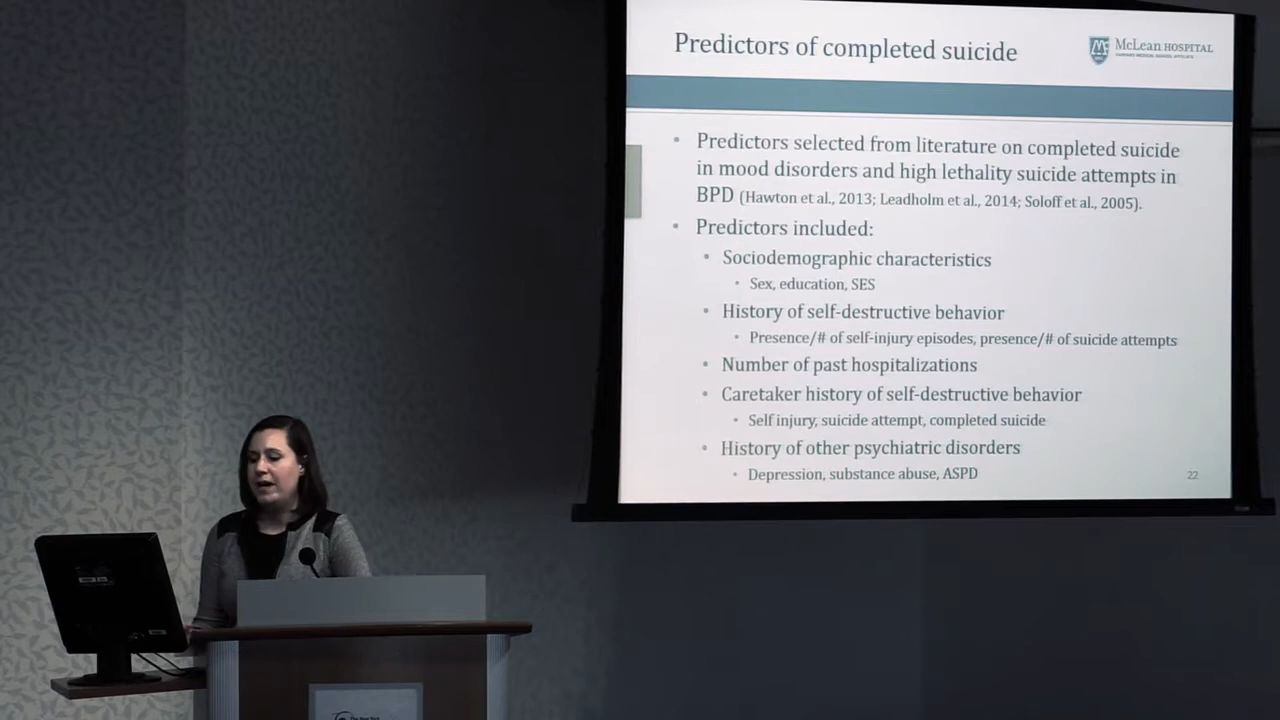 Predictors of completed suicide
McLean HOSPITAL
HARVARD MEDICAL SCHOOL AFFILIATE
• Predictors selected from literature on completed suicide
in mood disorders and high lethality suicide attempts in
BPD (Hawton et al., 2013; Leadholm et al., 2014; Soloff et al., 2005).
• Predictors included:
• Sociodemographic characteristics
• Sex, education, SES
• History of self-destructive behavior
• Presence/# of self-injury episodes, presence/# of suicide attempts
• Number of past hospitalizations
• Caretaker history of self-destructive behavior
• Self injury, suicide attempt, completed suicide
• History of other psychiatric disorders
• Depression, substance abuse, ASPD
22